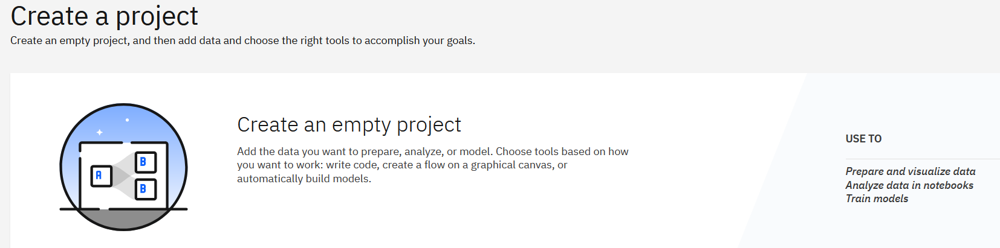 Create a project
Create an empty project, and then add data and choose the right tools to accomplish your goals.
A
B
B
Create an empty project
Add the data you want to prepare, analyze, or model. Choose tools based on how
you want to work: write code, create a flow on a graphical canvas, or
automatically build models.
USE TO
Prepare and visualize data
Analyze data in notebooks
Train models